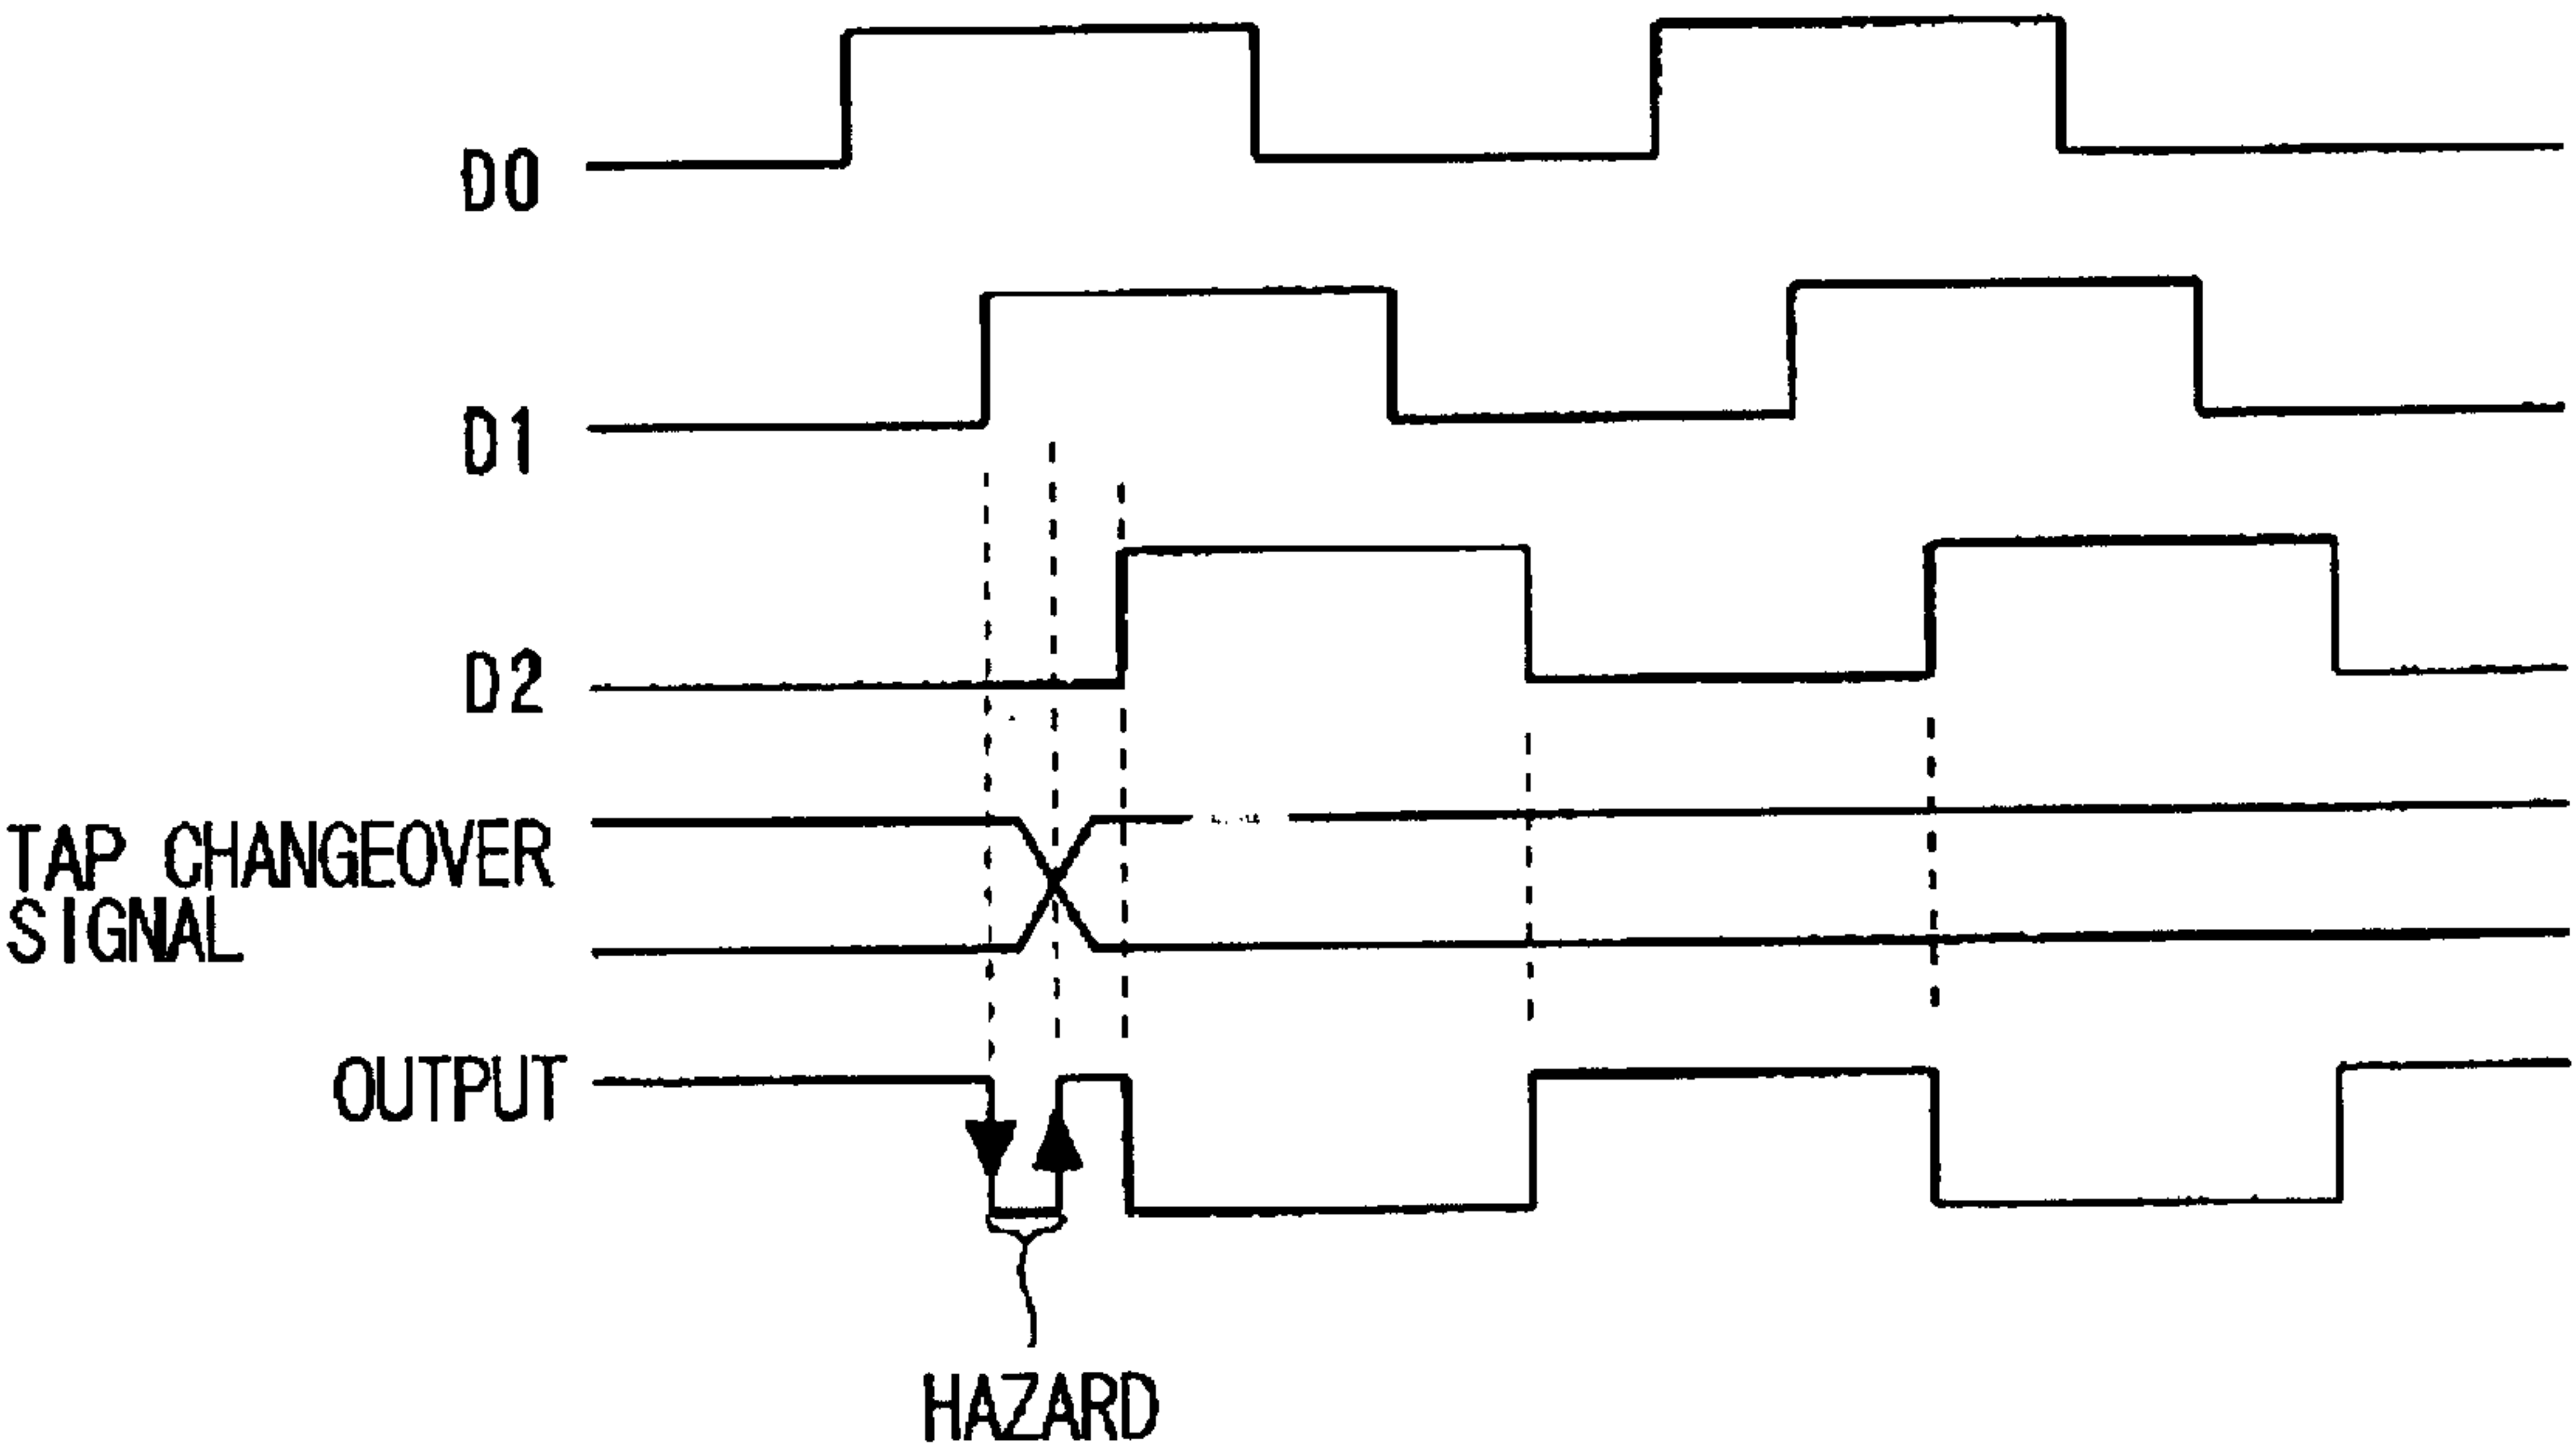 D0
D1
D2
TAP CHANGEOVER
SIGNAL
OUTPUT
HAZARD